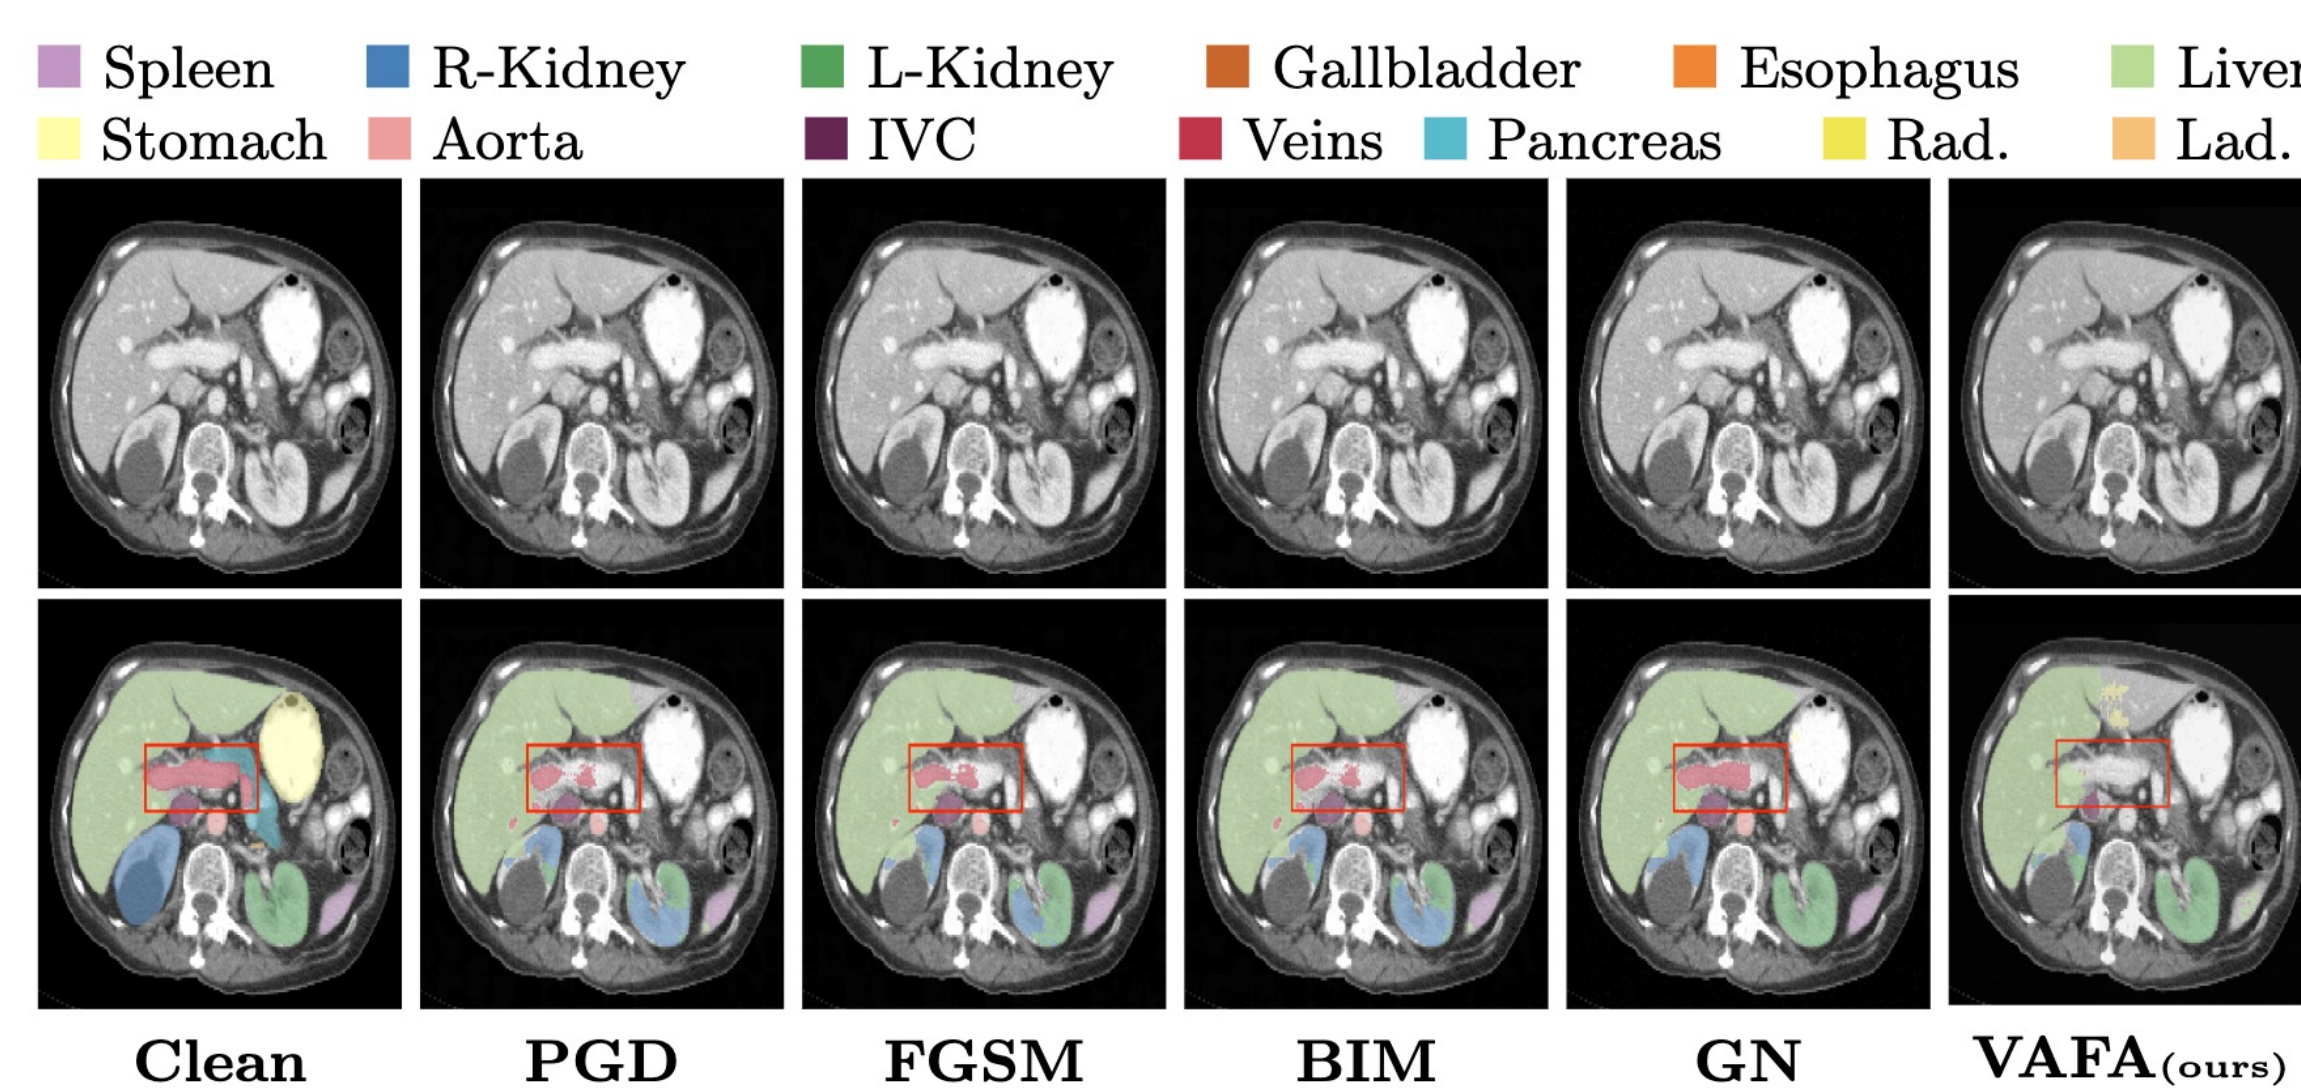 Spleen R-Kidney L-Kidney Gallbladder Esophagus Liver
Stomach Aorta IVC Veins Pancreas Rad. Lad.
Clean PGD FGSM BIM GN VAFA(ours)